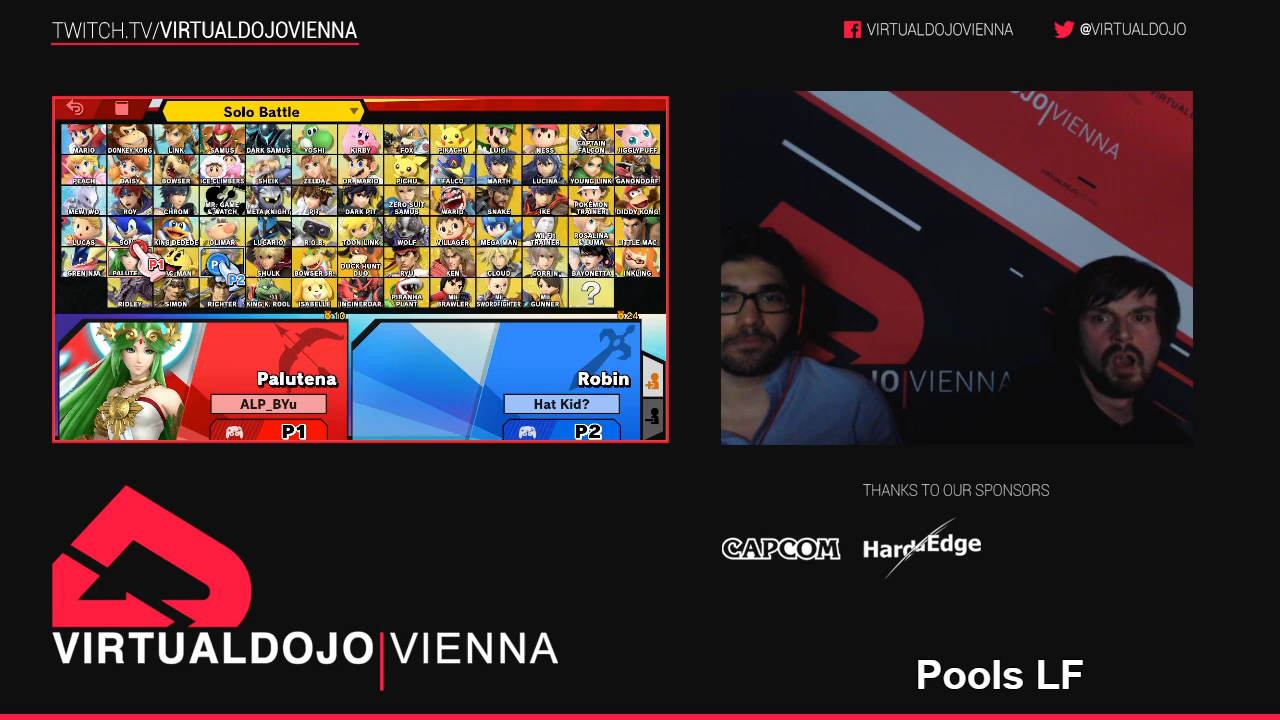 TWITCH.TV/VIRTUALDOJOVIENNA
VIRTUALDOJOVIENNA
@VIRTUALDOJO
Solo Battle
MARIO DONKEY KONG LINK SAMUS DARK SAMUS YOSHI KIRBY FOX PIKACHU LUIGI NESS CAPTAIN FALCON JIGGLYPUFF
PEACH DAISY BOWSER ICE CLIMBERS SHEIK ZELDA DR. MARIO PICHU FALCO MARTH LUCINA YOUNG LINK GANONDORF
MEWTWO ROY CHROM MR. GAME & WATCH META KNIGHT PIT DARK PIT ZERO SUIT SAMUS WARIO SNAKE IKE POKÉMON TRAINER DIDDY KONG
LUCAS KING DEDEDE OLIMAR LUCARIO R.O.B. TOON LINK WOLF VILLAGER MEGA MAN WII FIT TRAINER ROSALINA & LUMA LITTLE MAC
GRENINJA P1 P P2 SHULK BOWSER JR. DUCK HUNT DUO RYU KEN CLOUD CORRIN BAYONETTA INKLING
RIDLEY SIMON RICHTER KING K. ROOL ISABELLE INCINEROAR PIRANHA PLANT MII BRAWLER MII SWORDFIGHTER MII GUNNER ?
10
24
Palutena
ALP_BYu
P1
Robin
Hat Kid?
P2
VIENNA
VIENNA
THANKS TO OUR SPONSORS
CAPCOM
HardEdge
VIRTUALDOJO|VIENNA
Pools LF